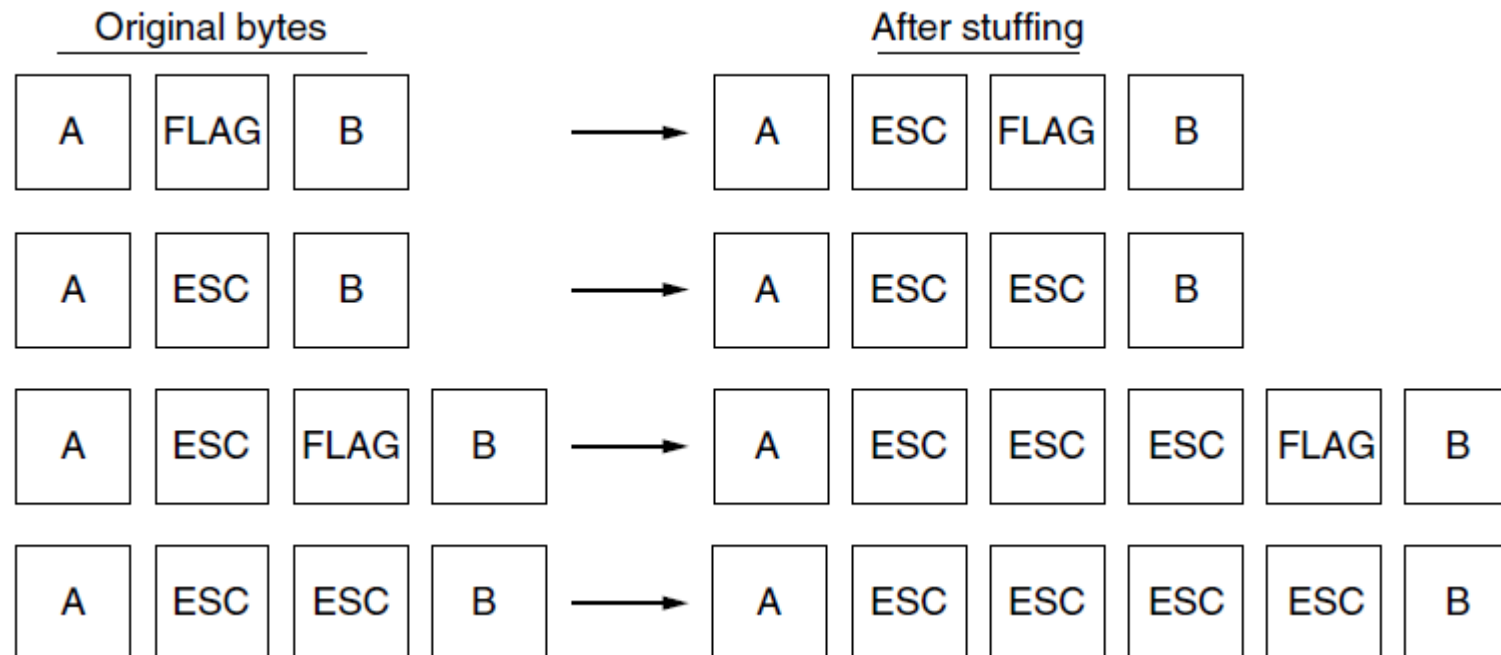 Original bytes After stuffing
A FLAG B A ESC FLAG B
A ESC B A ESC ESC B
A ESC FLAG B A ESC ESC ESC FLAG B
A ESC ESC B A ESC ESC ESC ESC B